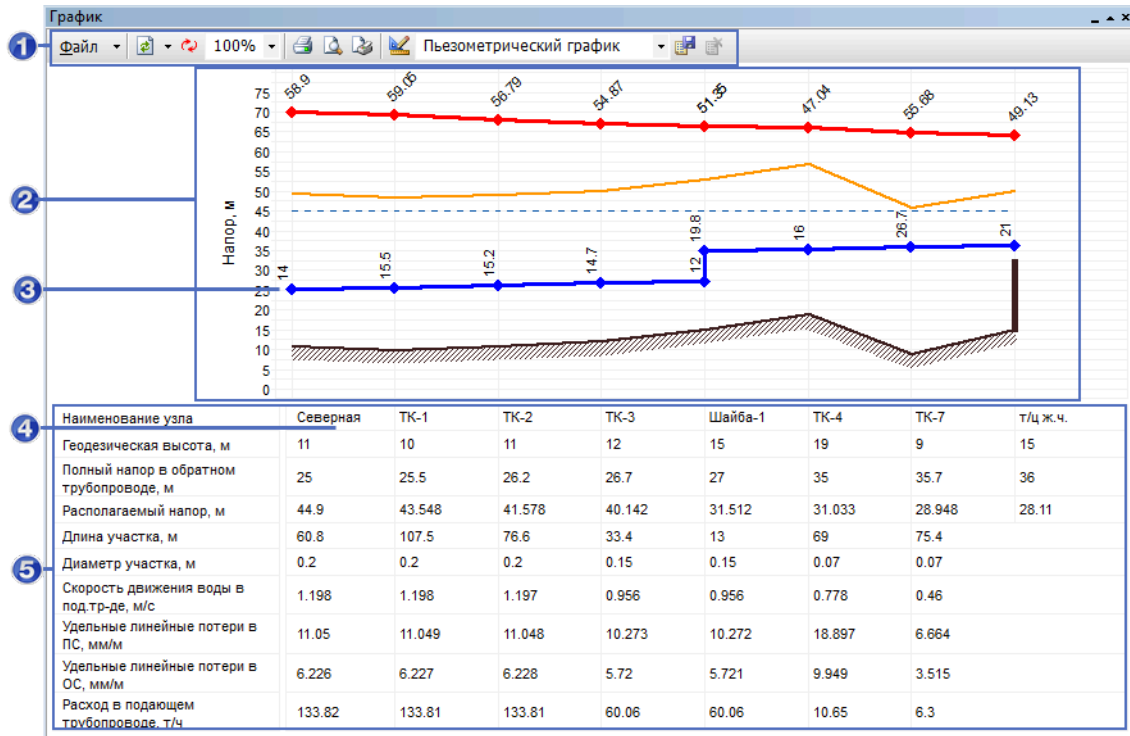 График
1
Файл 100% Пьезометрический график
58.9 59.05 56.79 54.87 51.35 47.04 55.68 49.13
75
70
65
60
55
2
50
45
40
35
30
25
20
15
10
5
0
Напор, м
3
14 15.5 15.2 14.7 12 19.8 16 26.7 21
4
Наименование узла Северная ТК-1 ТК-2 ТК-3 Шайба-1 ТК-4 ТК-7 т/ц ж.ч.
Геодезическая высота, м 11 10 11 12 15 19 9 15
Полный напор в обратном
трубопроводе, м 25 25.5 26.2 26.7 27 35 35.7 36
Располагаемый напор, м 44.9 43.548 41.578 40.142 31.512 31.033 28.948 28.11
Длина участка, м 60.8 107.5 76.6 33.4 13 69 75.4
5
Диаметр участка, м 0.2 0.2 0.2 0.15 0.15 0.07 0.07
Скорость движения воды в
под.тр-де, м/с 1.198 1.198 1.197 0.956 0.956 0.778 0.46
Удельные линейные потери в
ПС, мм/м 11.05 11.049 11.048 10.273 10.272 18.897 6.664
Удельные линейные потери в
ОС, мм/м 6.226 6.227 6.228 5.72 5.721 9.949 3.515
Расход в подающем
трубопроводе, т/ч 133.82 133.81 133.81 60.06 60.06 10.65 6.3